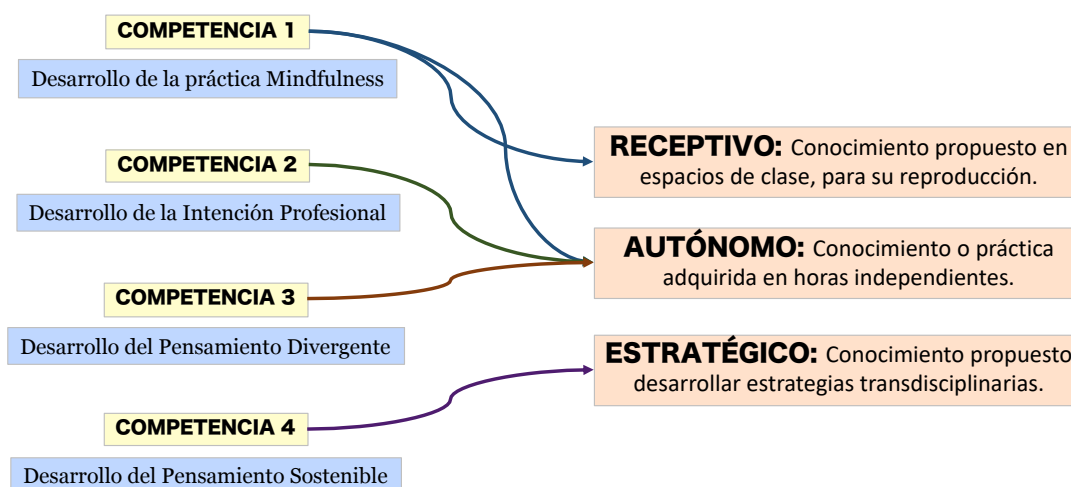 COMPETENCIA 1
Desarrollo de la práctica Mindfulness
COMPETENCIA 2
Desarrollo de la Intención Profesional
COMPETENCIA 3
Desarrollo del Pensamiento Divergente
COMPETENCIA 4
Desarrollo del Pensamiento Sostenible
RECEPTIVO: Conocimiento propuesto en
espacios de clase, para su reproducción.
AUTÓNOMO: Conocimiento o práctica
adquirida en horas independientes.
ESTRATÉGICO: Conocimiento propuesto
desarrollar estrategias transdisciplinarias.